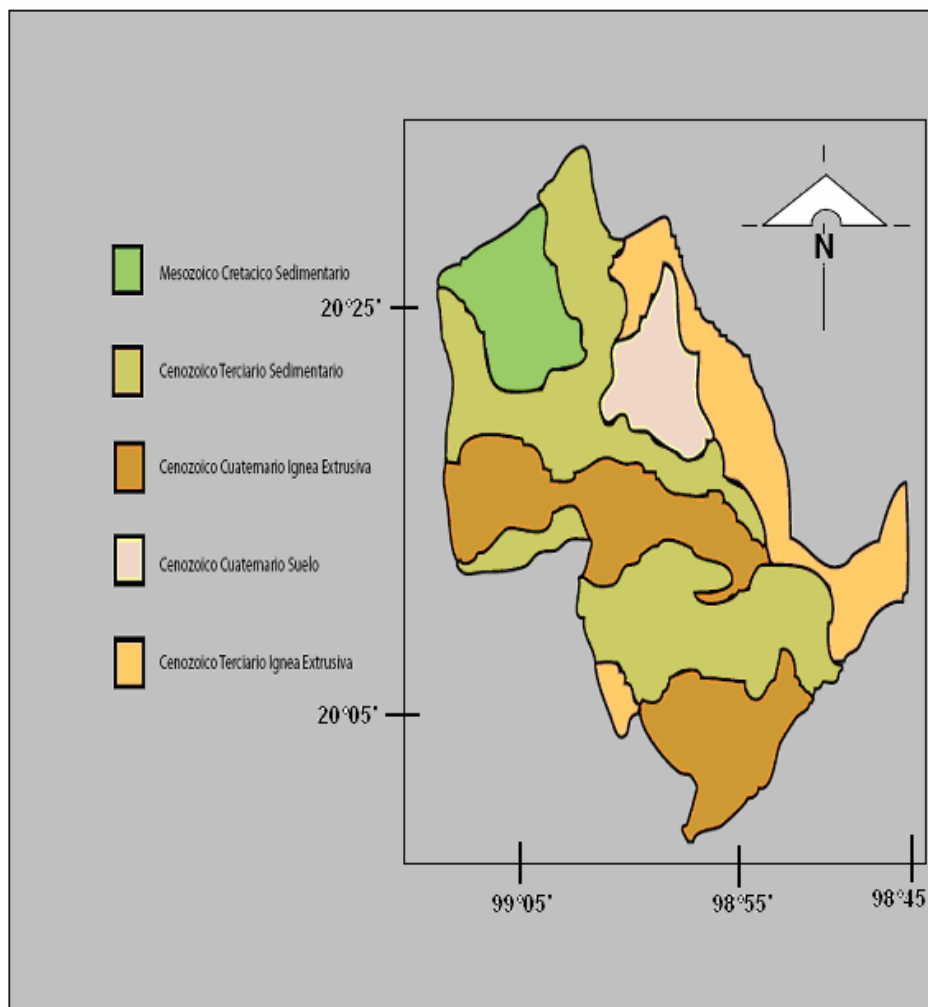 N
Mesozoico Cretacico Sedimentario
20°25'
Cenozoico Terciario Sedimentario
Cenozoico Cuaternario Ignea Extrusiva
Cenozoico Cuaternario Suelo
Cenozoico Terciario Ignea Extrusiva
20°05'
99°05'
98°55'
98°45